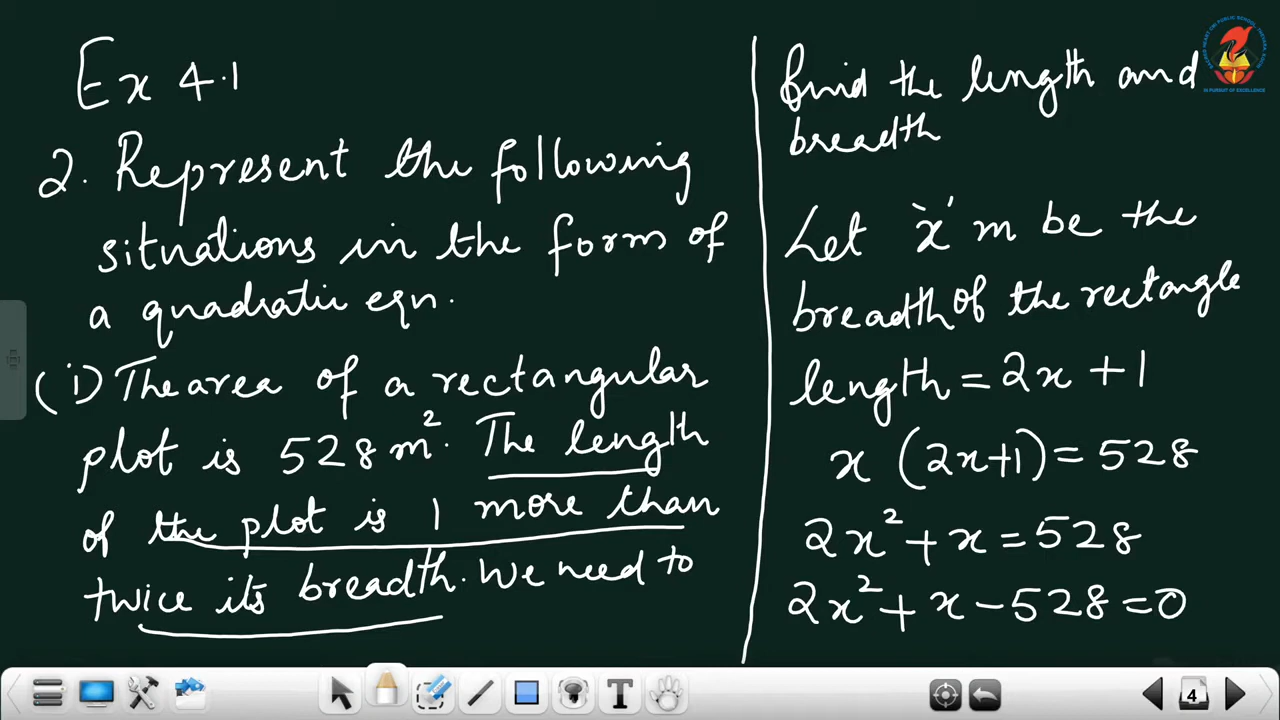 Ex 4.1
2. Represent the following
situations in the form of
a quadratic eqn.
(i) The area of a rectangular
plot is 528 m². The length
of the plot is 1 more than
twice its breadth. We need to
find the length and
breadth
Let 'x' m be the
breadth of the rectangle
length = 2x + 1
x (2x+1) = 528
2x² + x = 528
2x² + x - 528 = 0
IN PURSUIT OF EXCELLENCE
T
4